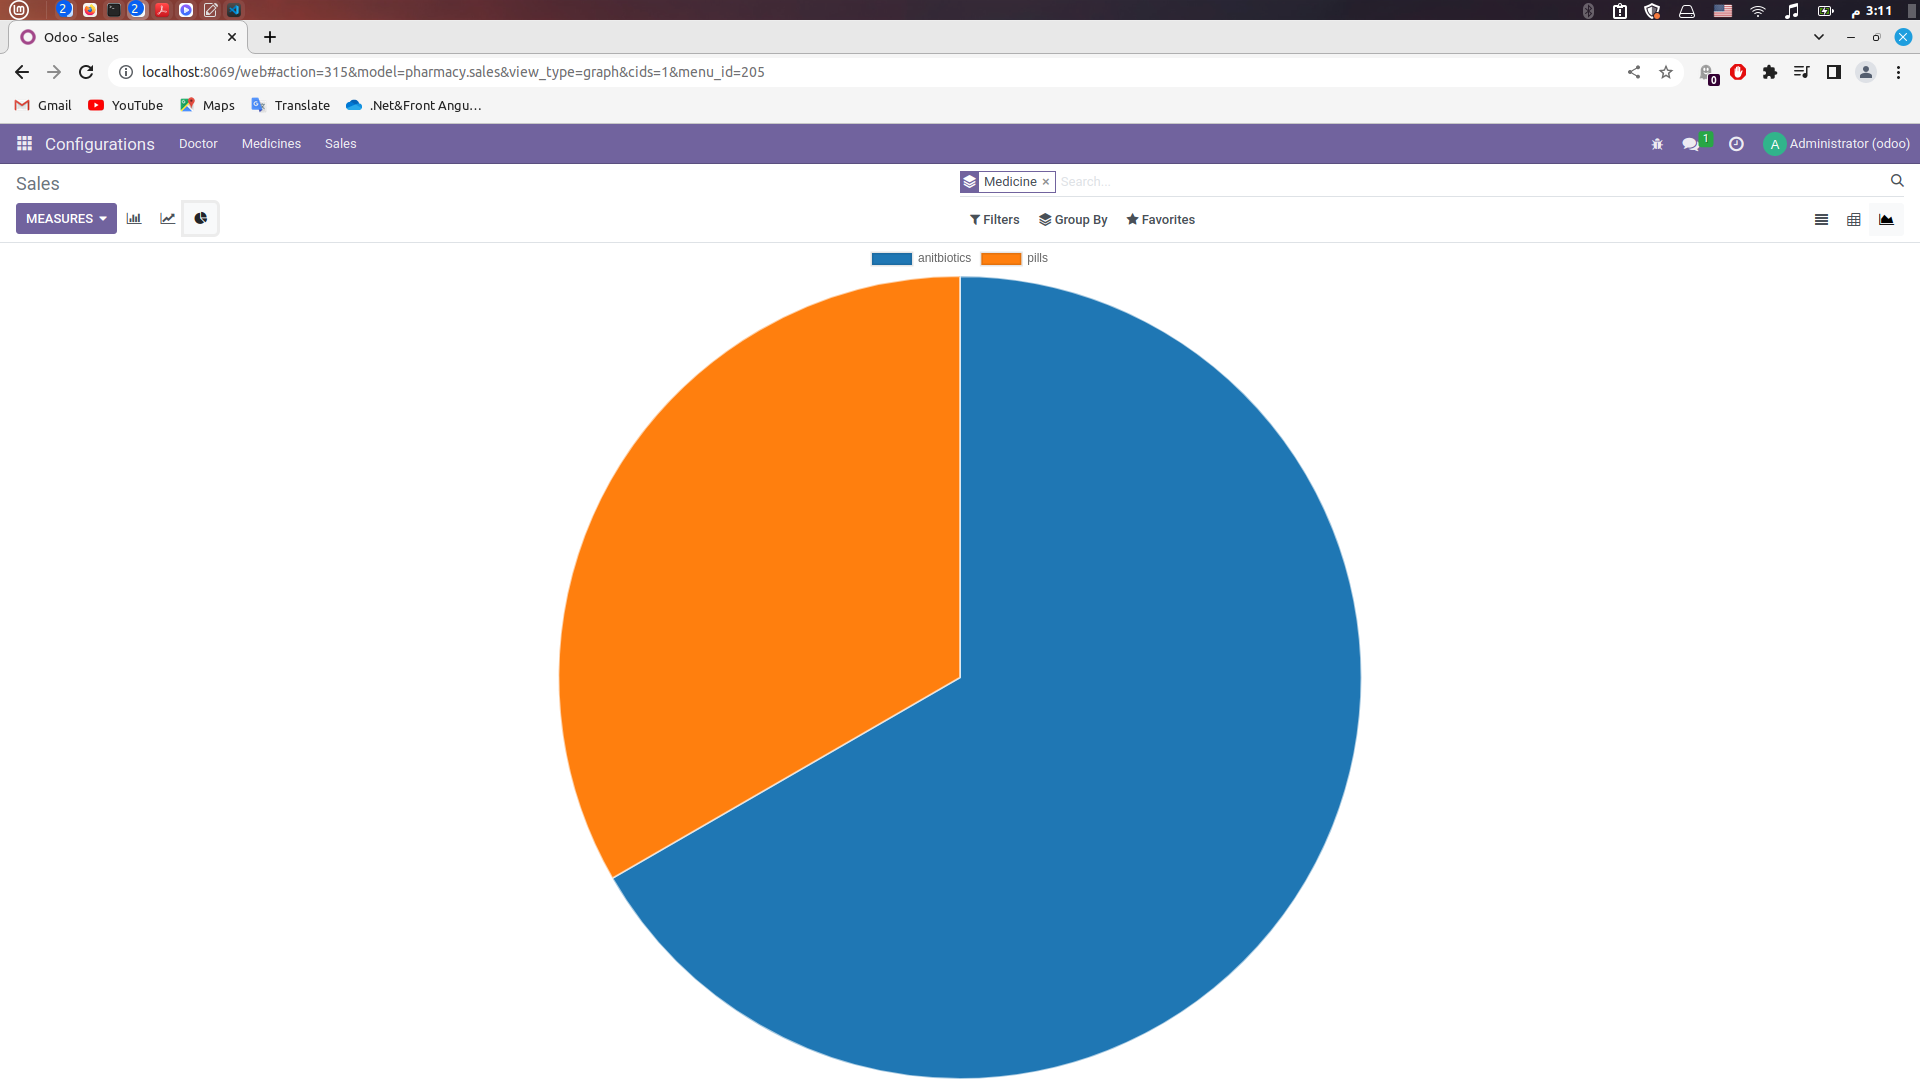 2 2 م 3:11
Odoo - Sales
localhost:8069/web#action=315&model=pharmacy.sales&view_type=graph&cids=1&menu_id=205
0
Gmail YouTube Maps Translate .Net&Front Angu...
Configurations Doctor Medicines Sales 1 A Administrator (odoo)
Sales Medicine × Search...
MEASURES Filters Group By Favorites
anitbiotics pills